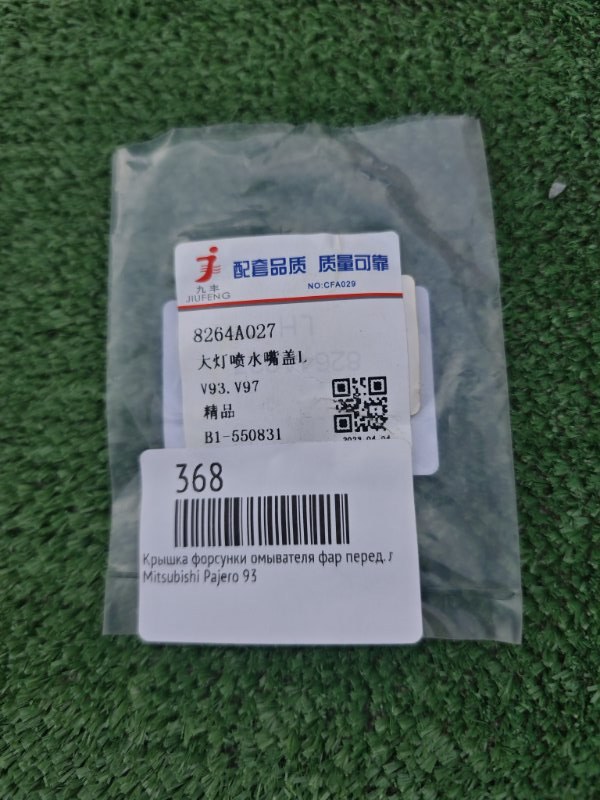 九丰
JIUFENG
配套品质 质量可靠
NO:CFA029
8264A027
大灯喷水嘴盖L
V93.V97
精品
B1-550831
368
Крышка форсунки омывателя фар перед. л
Mitsubishi Pajero 93